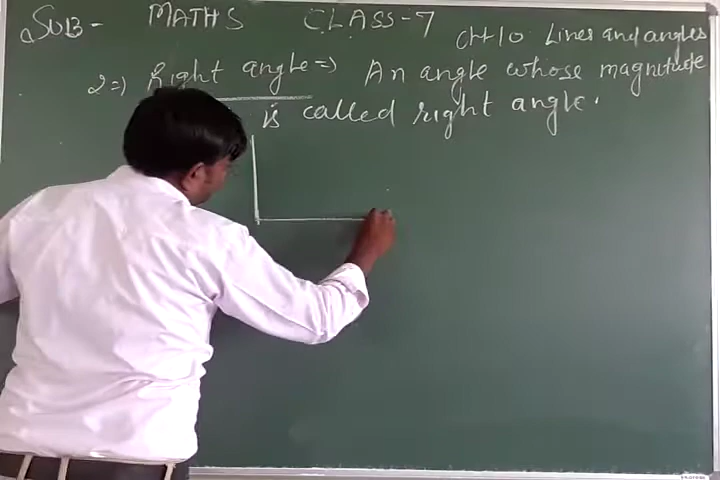 SUB- MATHS CLASS-7
CH-10 Lines and angles
2⇒ Right angle⇒ An angle whose magnitude
is called right angle.